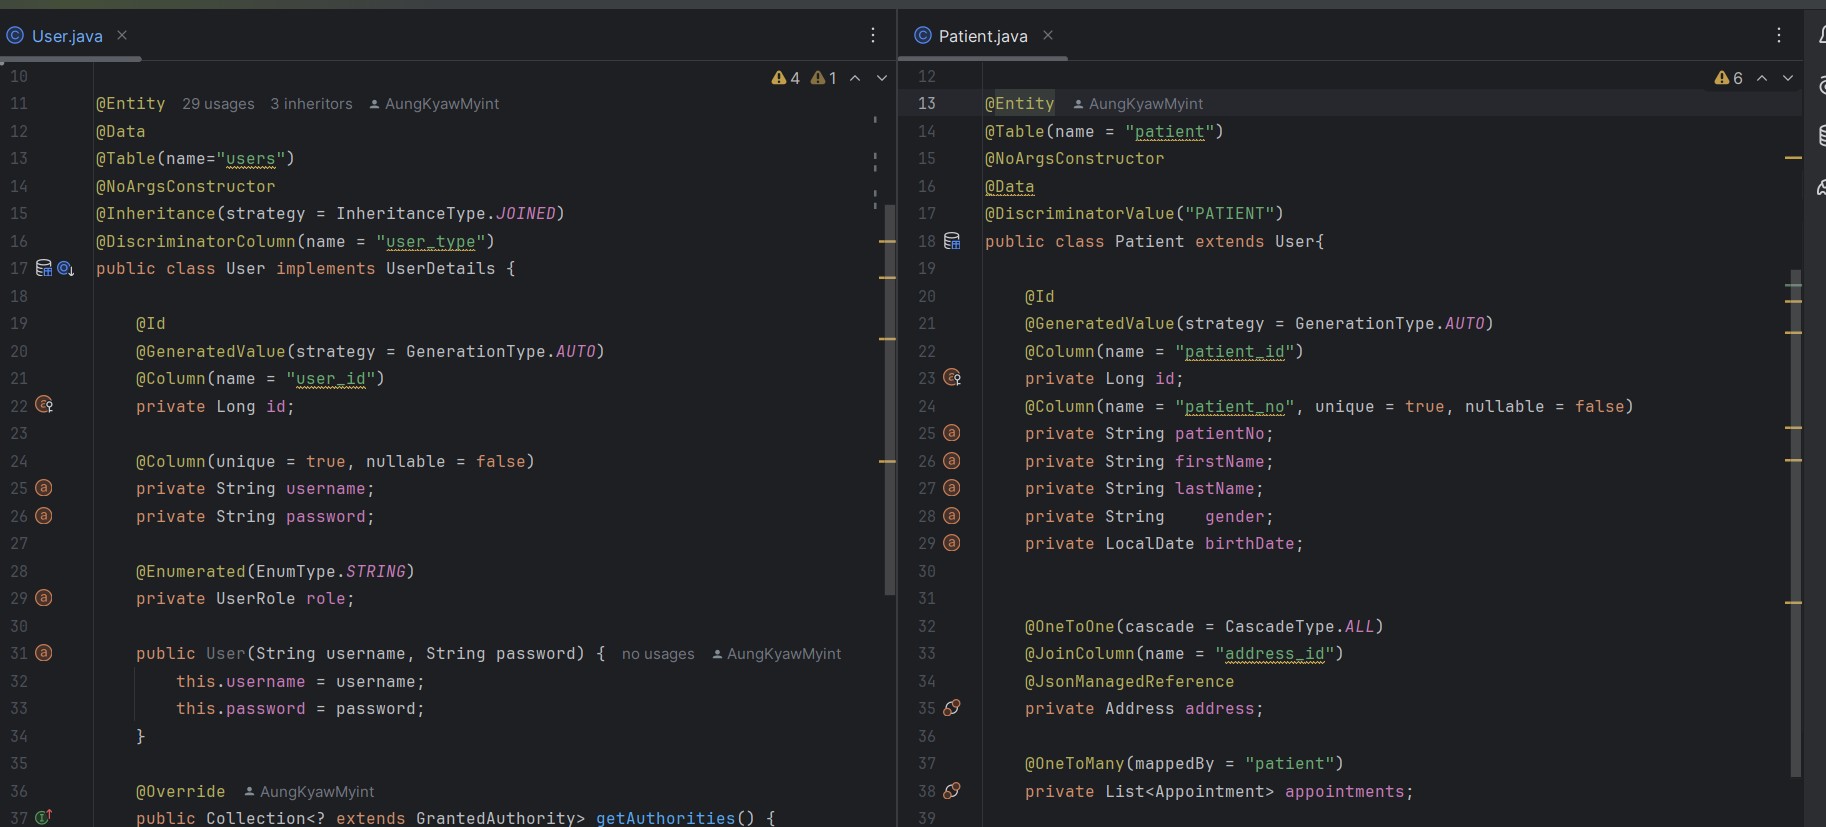 User.java
10
4 1
11 @Entity 29 usages 3 inheritors AungKyawMyint
12 @Data
13 @Table(name="users")
14 @NoArgsConstructor
15 @Inheritance(strategy = InheritanceType.JOINED)
16 @DiscriminatorColumn(name = "user_type")
17 public class User implements UserDetails {
18
19 @Id
20 @GeneratedValue(strategy = GenerationType.AUTO)
21 @Column(name = "user_id")
22 private Long id;
23
24 @Column(unique = true, nullable = false)
25 private String username;
26 private String password;
27
28 @Enumerated(EnumType.STRING)
29 private UserRole role;
30
31 public User(String username, String password) { no usages AungKyawMyint
32 this.username = username;
33 this.password = password;
34 }
35
36 @Override AungKyawMyint
37 public Collection<? extends GrantedAuthority> getAuthorities() {
Patient.java
12
6
13 @Entity AungKyawMyint
14 @Table(name = "patient")
15 @NoArgsConstructor
16 @Data
17 @DiscriminatorValue("PATIENT")
18 public class Patient extends User{
19
20 @Id
21 @GeneratedValue(strategy = GenerationType.AUTO)
22 @Column(name = "patient_id")
23 private Long id;
24 @Column(name = "patient_no", unique = true, nullable = false)
25 private String patientNo;
26 private String firstName;
27 private String lastName;
28 private String    gender;
29 private LocalDate birthDate;
30
31
32 @OneToOne(cascade = CascadeType.ALL)
33 @JoinColumn(name = "address_id")
34 @JsonManagedReference
35 private Address address;
36
37 @OneToMany(mappedBy = "patient")
38 private List<Appointment> appointments;
39